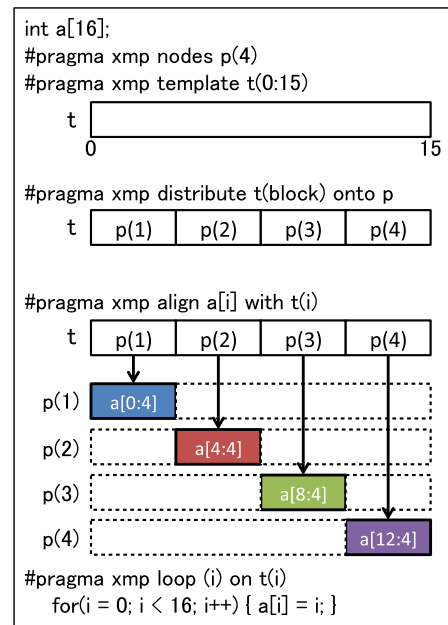 int a[16];
#pragma xmp nodes p(4)
#pragma xmp template t(0:15)
t
0 15
#pragma xmp distribute t(block) onto p
t p(1) p(2) p(3) p(4)
#pragma xmp align a[i] with t(i)
t p(1) p(2) p(3) p(4)
p(1) a[0:4]
p(2) a[4:4]
p(3) a[8:4]
p(4) a[12:4]
#pragma xmp loop (i) on t(i)
for(i = 0; i < 16; i++) { a[i] = i; }